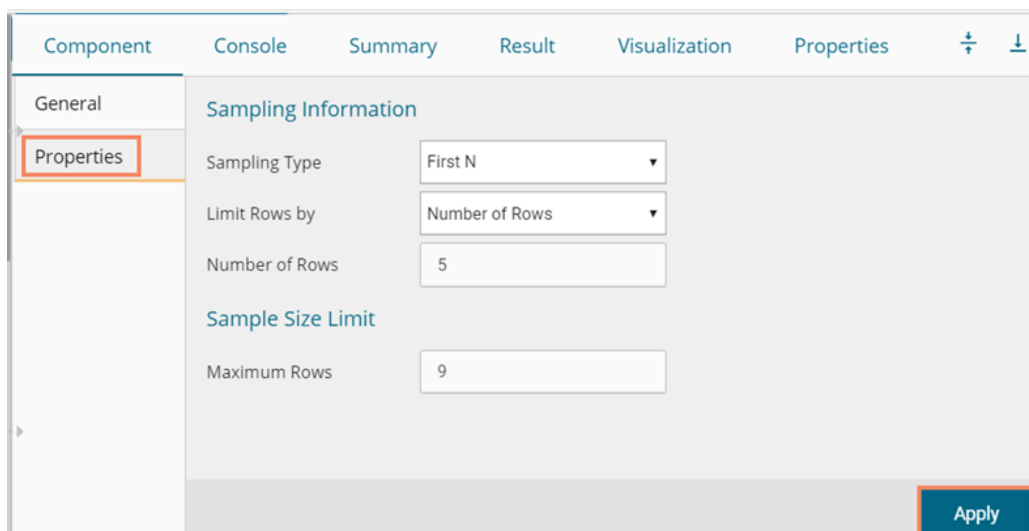 Component Console Summary Result Visualization Properties
General
Properties
Sampling Information
Sampling Type First N
Limit Rows by Number of Rows
Number of Rows 5
Sample Size Limit
Maximum Rows 9
Apply